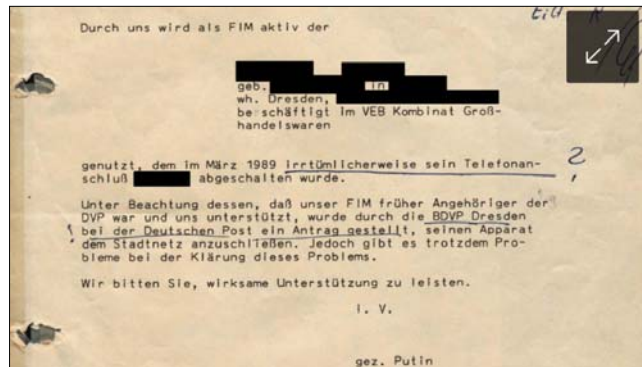 eilt
Durch uns wird als FIM aktiv der
geb. in
wh. Dresden,
beschäftigt im VEB Kombinat Groß-
handelswaren
genutzt, dem im März 1989 irrtümlicherweise sein Telefonan-
schluß abgeschalten wurde.
?
Unter Beachtung dessen, daß unser FIM früher Angehöriger der
DVP war und uns unterstützt, wurde durch die BDVP Dresden
! bei der Deutschen Post ein Antrag gestellt, seinen Apparat
dem Stadtnetz anzuschließen. Jedoch gibt es trotzdem Pro-
bleme bei der Klärung dieses Problems.
Wir bitten Sie, wirksame Unterstützung zu leisten.
I. V.
gez. Putin